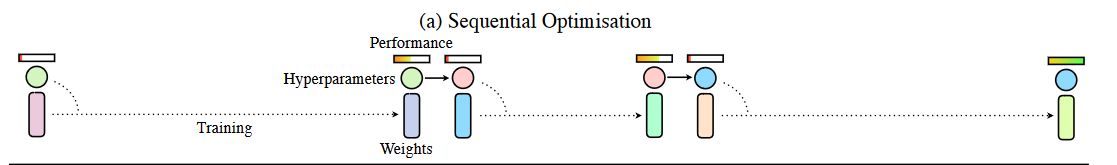 (a) Sequential Optimisation
Performance
Hyperparameters
Training
Weights